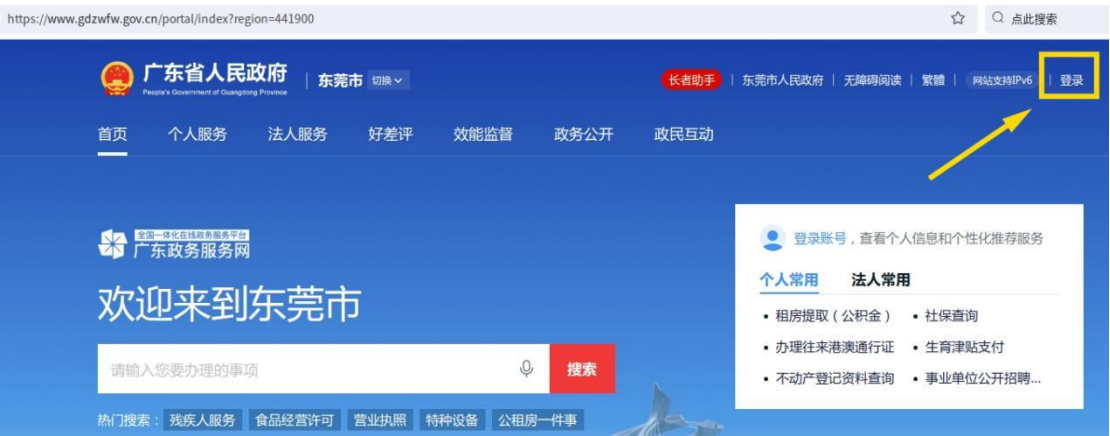 https://www.gdzwfw.gov.cn/portal/index?region=441900
点此搜索
广东省人民政府
People's Government of Guangdong Province
东莞市 切换
长者助手 | 东莞市人民政府 | 无障碍阅读 | 繁體 | 网站支持IPv6 | 登录
首页 个人服务 法人服务 好差评 效能监督 政务公开 政民互动
全国一体化在线政务服务平台
广东政务服务网
欢迎来到东莞市
请输入您要办理的事项 搜索
热门搜索： 残疾人服务 食品经营许可 营业执照 特种设备 公租房一件事
登录账号，查看个人信息和个性化推荐服务
个人常用 法人常用
• 租房提取（公积金） • 社保查询
• 办理往来港澳通行证 • 生育津贴支付
• 不动产登记资料查询 • 事业单位公开招聘...